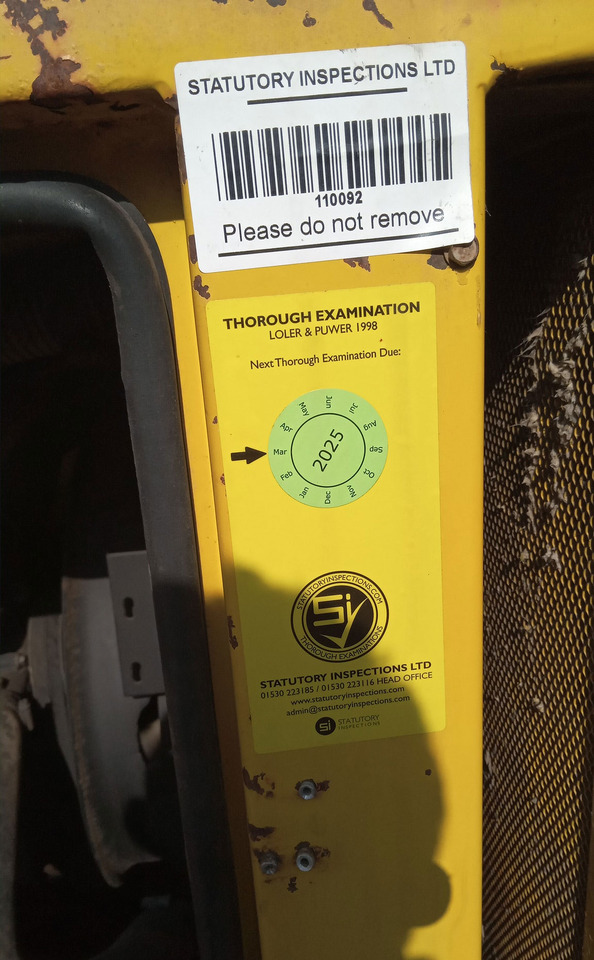 STATUTORY INSPECTIONS LTD
110092
Please do not remove
THOROUGH EXAMINATION
LOLER & PUWER 1998
Next Thorough Examination Due:
Jan
Feb
Mar
Apr
May
Jun
Jul
Aug
Sep
Oct
Nov
Dec
2025
STATUTORYINSPECTIONS.COM
Si
THOROUGH EXAMINATIONS
STATUTORY INSPECTIONS LTD
01530 223185 / 01530 223116 HEAD OFFICE
www.statutoryinspections.com
admin@statutoryinspections.com
Si STATUTORY
INSPECTIONS